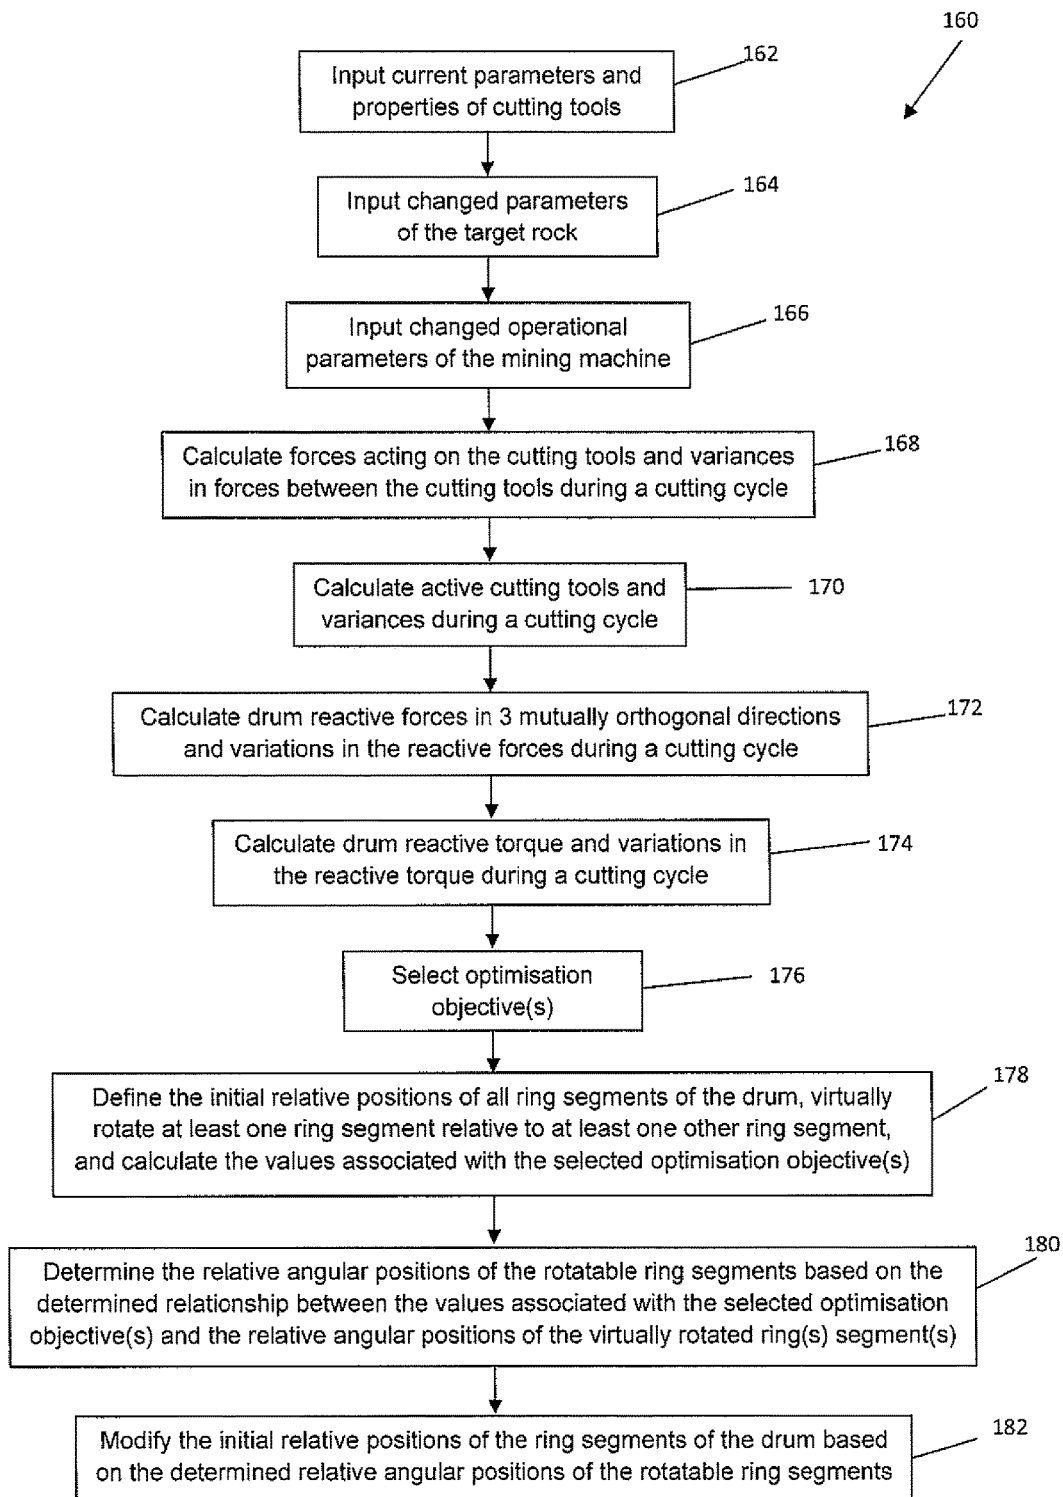 160
162
Input current parameters and
properties of cutting tools
164
Input changed parameters
of the target rock
166
Input changed operational
parameters of the mining machine
168
Calculate forces acting on the cutting tools and variances
in forces between the cutting tools during a cutting cycle
170
Calculate active cutting tools and
variances during a cutting cycle
172
Calculate drum reactive forces in 3 mutually orthogonal directions
and variations in the reactive forces during a cutting cycle
174
Calculate drum reactive torque and variations in
the reactive torque during a cutting cycle
176
Select optimisation
objective(s)
178
Define the initial relative positions of all ring segments of the drum, virtually
rotate at least one ring segment relative to at least one other ring segment,
and calculate the values associated with the selected optimisation objective(s)
180
Determine the relative angular positions of the rotatable ring segments based on the
determined relationship between the values associated with the selected optimisation
objective(s) and the relative angular positions of the virtually rotated ring(s) segment(s)
182
Modify the initial relative positions of the ring segments of the drum based
on the determined relative angular positions of the rotatable ring segments